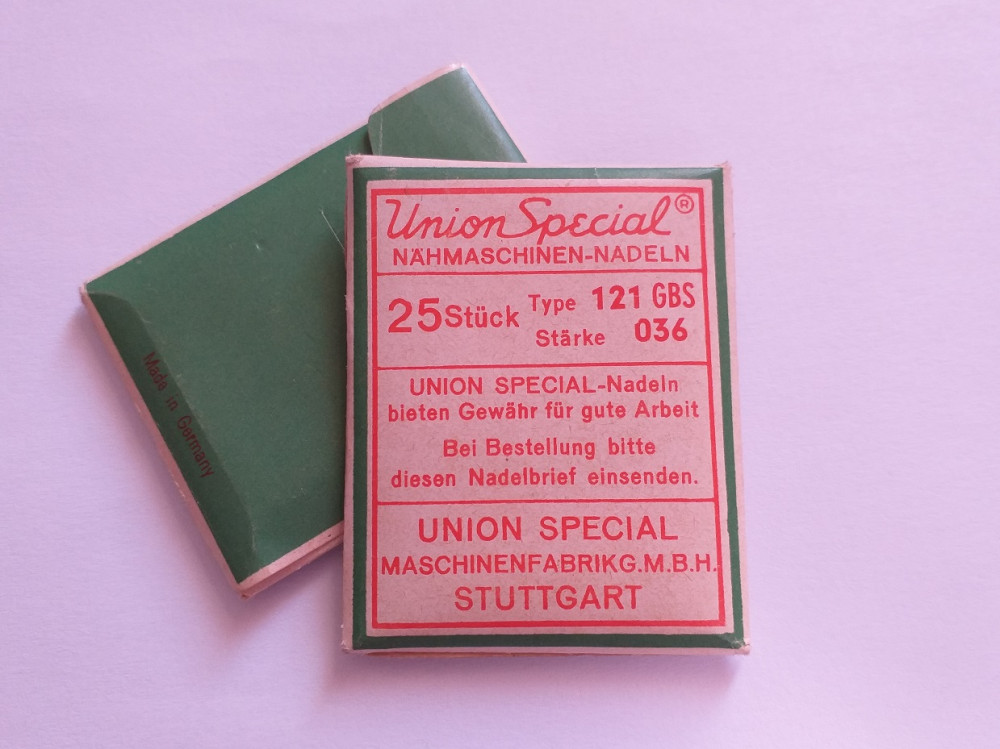 Union Special®
NÄHMASCHINEN-NADELN
25 Stück Type 121 GBS
Stärke 036
UNION SPECIAL-Nadeln
bieten Gewähr für gute Arbeit
Bei Bestellung bitte
diesen Nadelbrief einsenden.
UNION SPECIAL
MASCHINENFABRIK G.M.B.H.
STUTTGART
Made in Germany